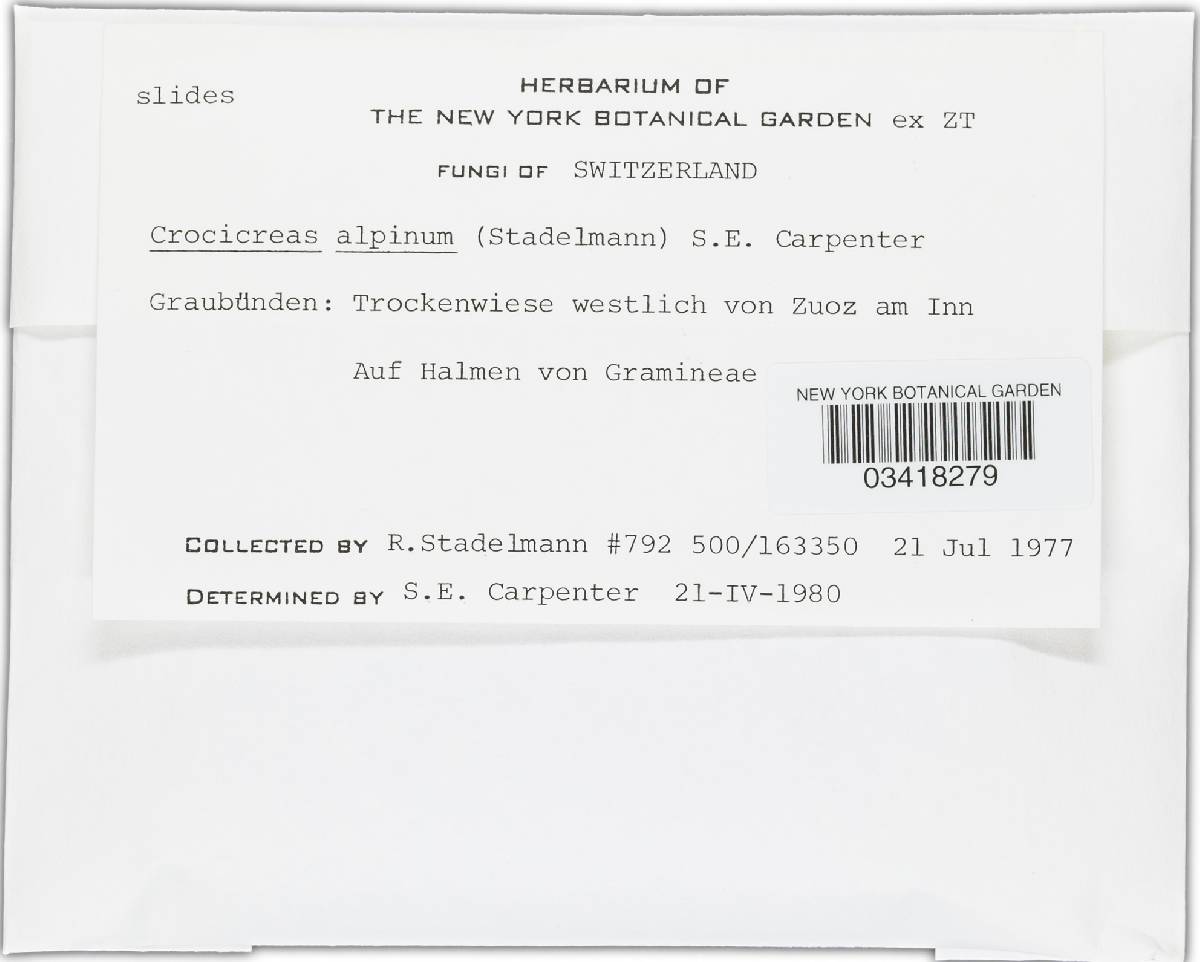 slides
HERBARIUM OF
THE NEW YORK BOTANICAL GARDEN ex ZT
FUNGI OF SWITZERLAND
Crocicreas alpinum (Stadelmann) S.E. Carpenter
Graubünden: Trockenwiese westlich von Zuoz am Inn
Auf Halmen von Gramineae
NEW YORK BOTANICAL GARDEN
03418279
COLLECTED BY R.Stadelmann #792 500/163350 21 Jul 1977
DETERMINED BY S.E. Carpenter 21-IV-1980